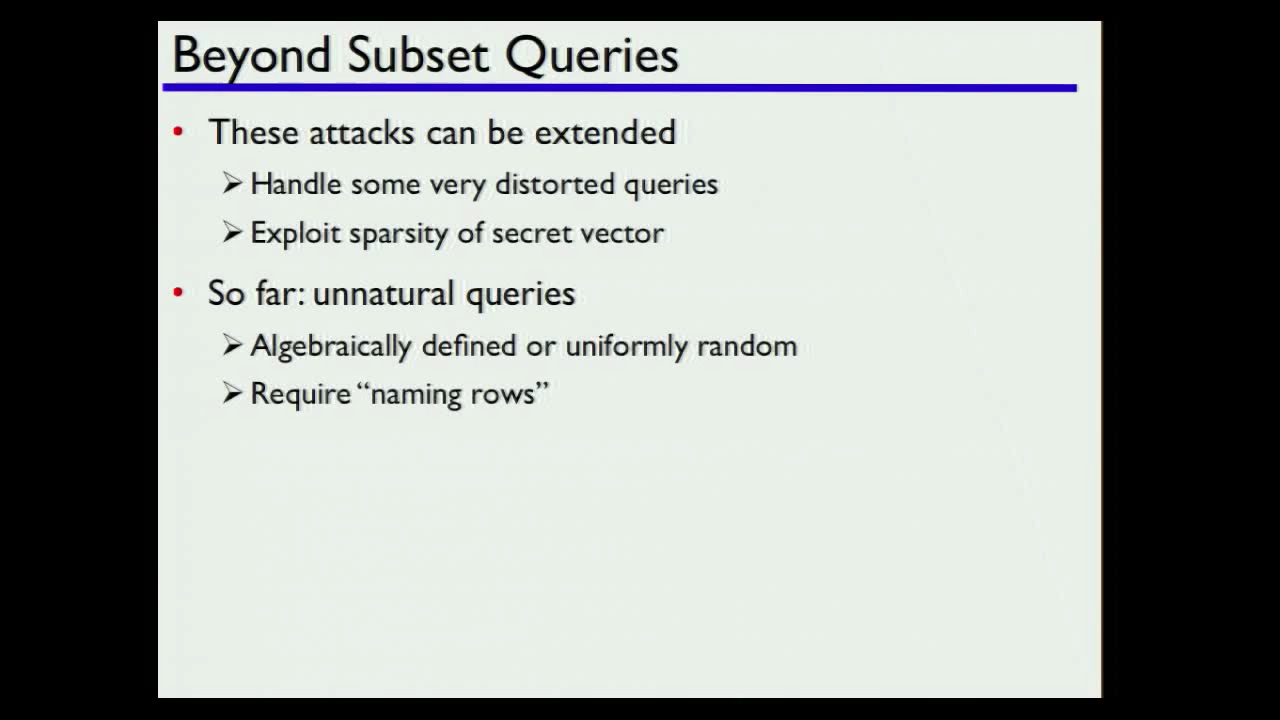 Beyond Subset Queries
• These attacks can be extended
➢ Handle some very distorted queries
➢ Exploit sparsity of secret vector
• So far: unnatural queries
➢ Algebraically defined or uniformly random
➢ Require “naming rows”